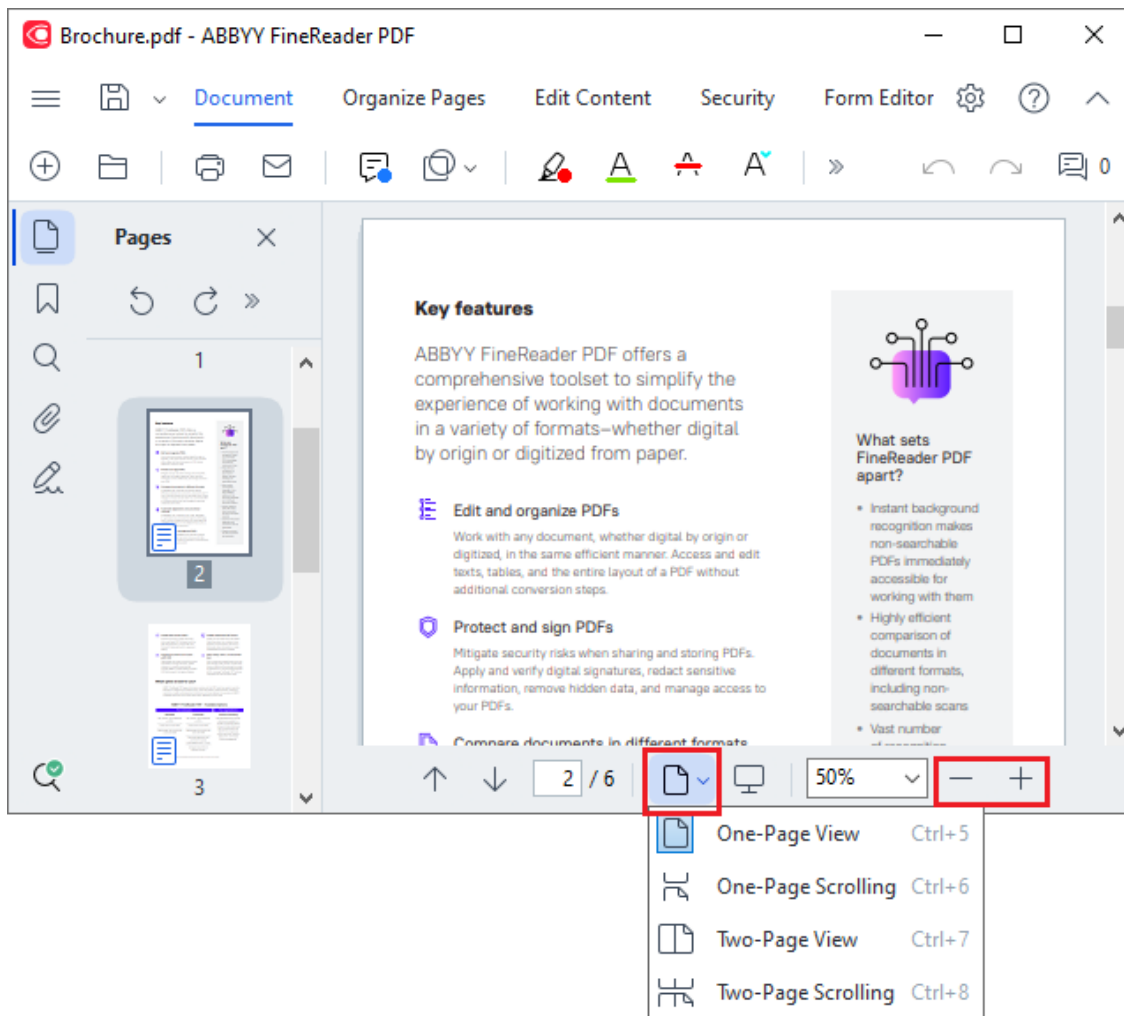 Brochure.pdf - ABBYY FineReader PDF
Document Organize Pages Edit Content Security Form Editor
A A A 0
Pages
1
2
3
Key features
ABBYY FineReader PDF offers a
comprehensive toolset to simplify the
experience of working with documents
in a variety of formats—whether digital
by origin or digitized from paper.
Edit and organize PDFs
Work with any document, whether digital by origin or
digitized, in the same efficient manner. Access and edit
texts, tables, and the entire layout of a PDF without
additional conversion steps.
Protect and sign PDFs
Mitigate security risks when sharing and storing PDFs.
Apply and verify digital signatures, redact sensitive
information, remove hidden data, and manage access to
your PDFs.
Compare documents in different formats
What sets
FineReader PDF
apart?
• Instant background
recognition makes
non-searchable
PDFs immediately
accessible for
working with them
• Highly efficient
comparison of
documents in
different formats,
including non-
searchable scans
• Vast number
of recognition
2 / 6 50%
One-Page View Ctrl+5
One-Page Scrolling Ctrl+6
Two-Page View Ctrl+7
Two-Page Scrolling Ctrl+8